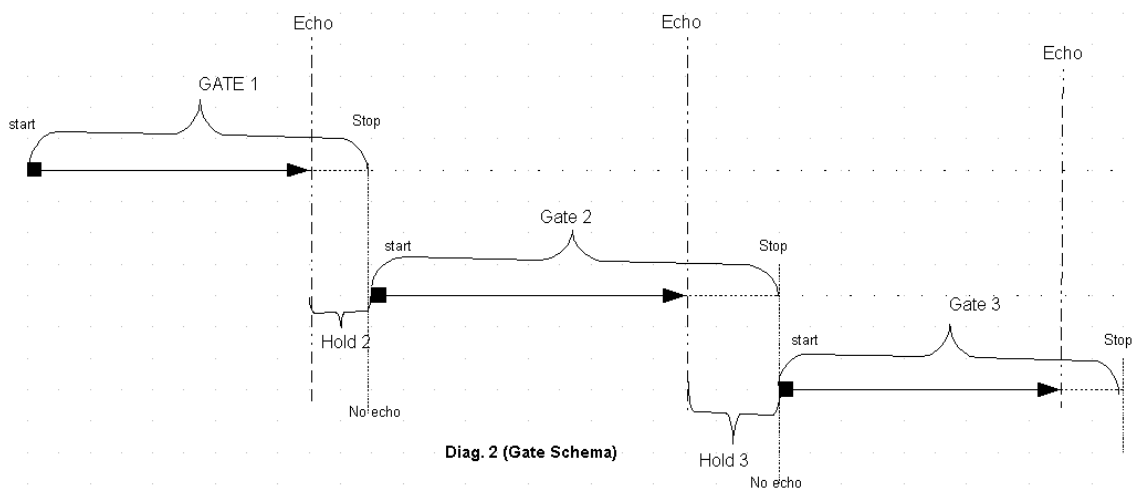 Echo
Echo
Echo
GATE 1
start
Stop
Gate 2
start
Stop
Gate 3
start
Stop
Hold 2
No echo
Diag. 2 (Gate Schema)
Hold 3
No echo